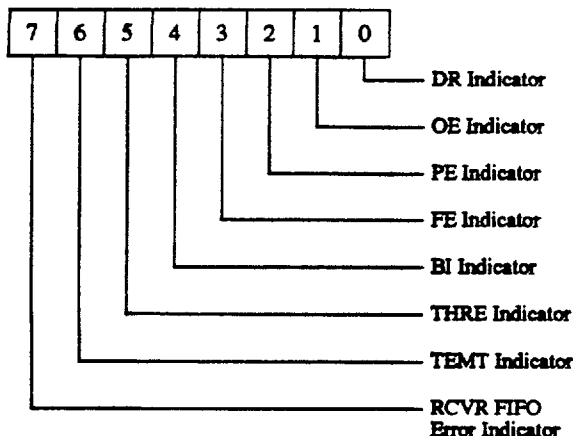 7 6 5 4 3 2 1 0
DR Indicator
OE Indicator
PE Indicator
FE Indicator
BI Indicator
THRE Indicator
TEMT Indicator
RCVR FIFO
Error Indicator